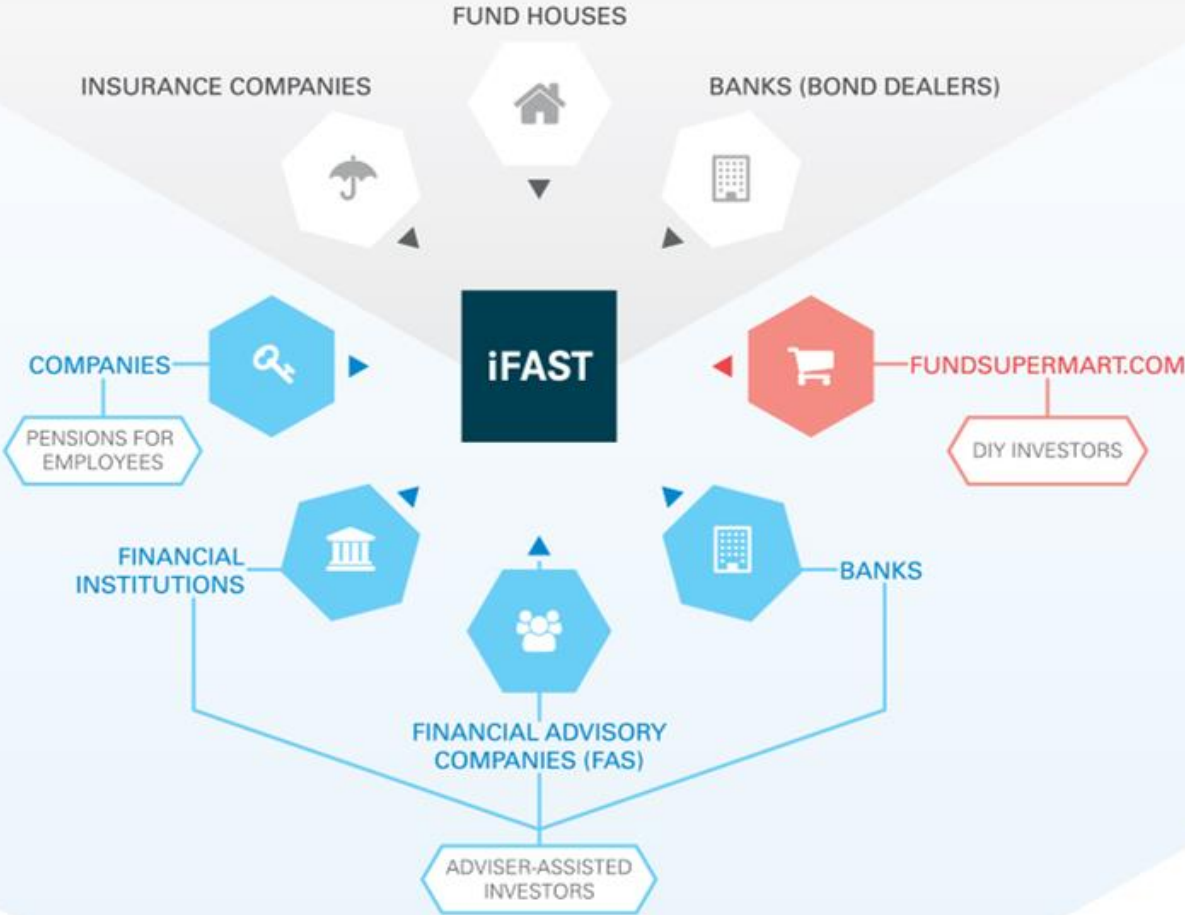 FUND HOUSES
INSURANCE COMPANIES
BANKS (BOND DEALERS)
iFAST
COMPANIES
FUNDSUPERMART.COM
PENSIONS FOR
EMPLOYEES
DIY INVESTORS
FINANCIAL
INSTITUTIONS
BANKS
FINANCIAL ADVISORY
COMPANIES (FAS)
ADVISER-ASSISTED
INVESTORS